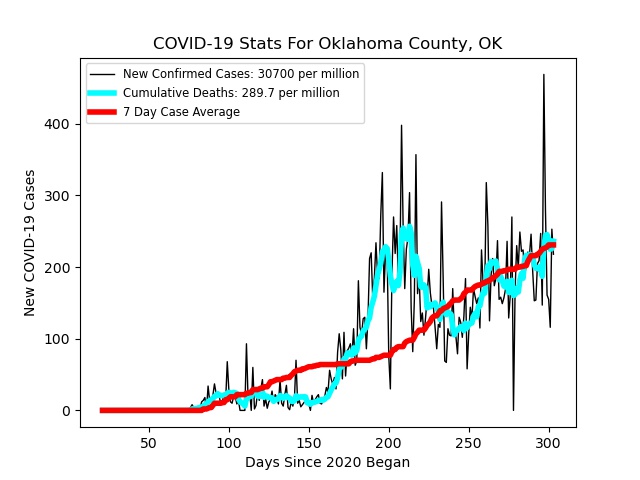 COVID-19 Stats For Oklahoma County, OK
New Confirmed Cases: 30700 per million
Cumulative Deaths: 289.7 per million
7 Day Case Average
New COVID-19 Cases
400
300
200
100
0
50 100 150 200 250 300
Days Since 2020 Began